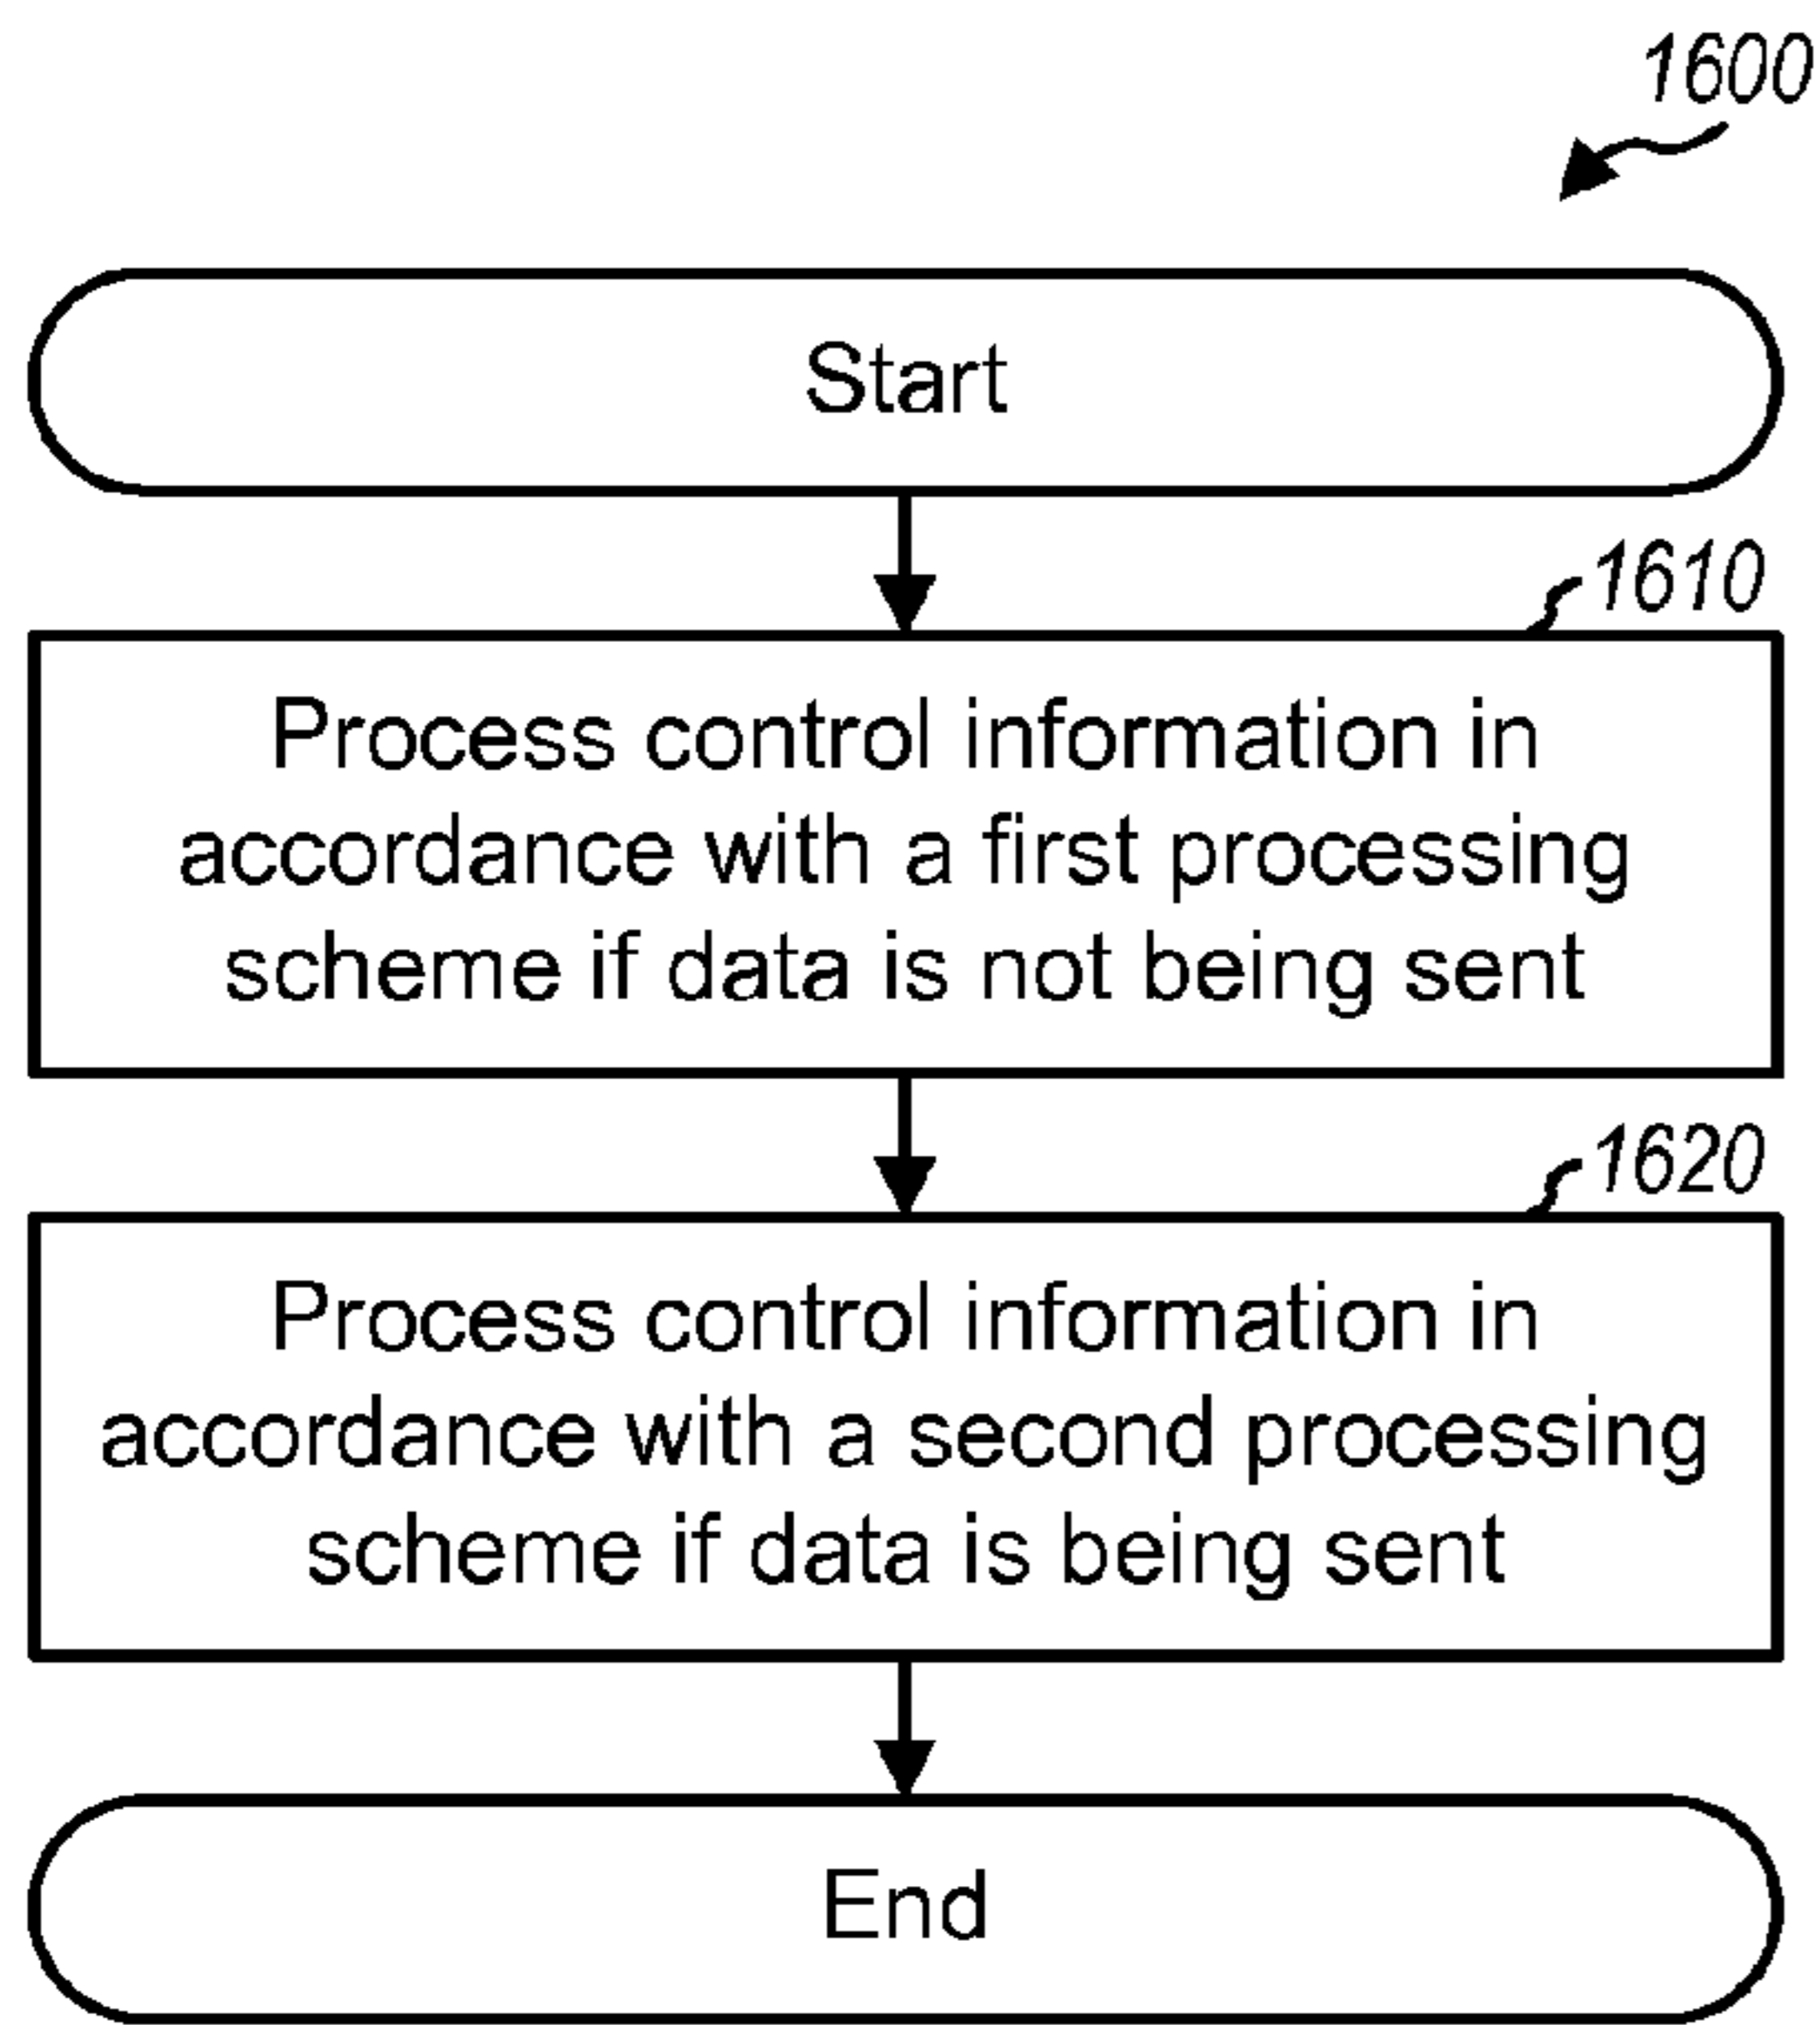 1600
Start
1610
Process control information in
accordance with a first processing
scheme if data is not being sent
1620
Process control information in
accordance with a second processing
scheme if data is being sent
End